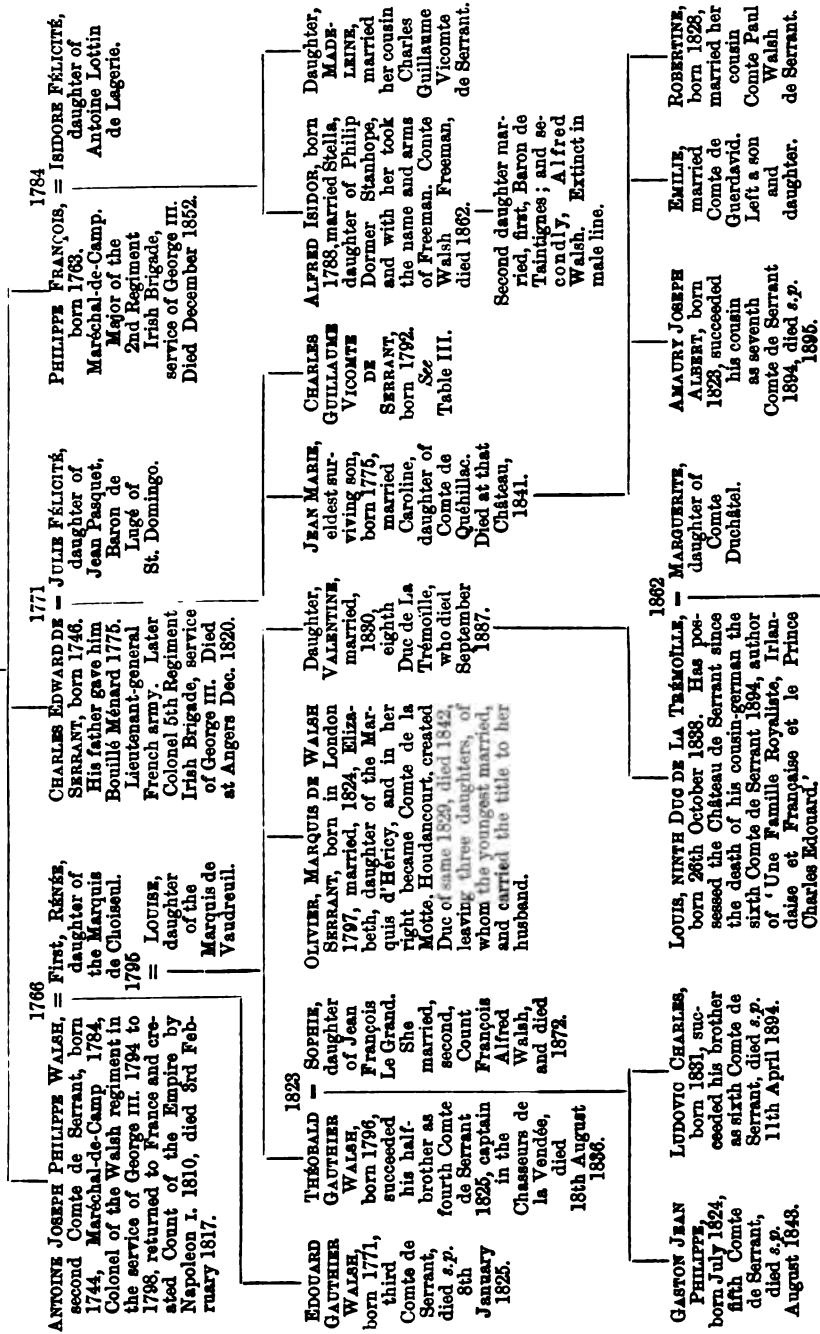 1766
ANTOINE JOSEPH PHILIPPE WALSH,
second Comte de Serrant, born
1744, Maréchal-de-Camp 1784,
Colonel of the Walsh regiment in
the service of George III. 1794 to
1798, returned to France and cre-
ated Count of the Empire by
Napoleon I. 1810, died 3rd Feb-
ruary 1817.
= First, RÉNÉE,
daughter of
the Marquis
de Choiseul.
1795
= LOUISE,
daughter
of the
Marquis de
Vaudreuil.
1771
CHARLES EDWARD DE
SERRANT, born 1746.
His father gave him
Bouillé Ménard 1775.
Lieutenant-general
French army. Later
Colonel 5th Regiment
Irish Brigade, service
of George III. Died
at Angers Dec. 1820.
= JULIE FÉLICITÉ,
daughter of
Jean Pasquet,
Baron de
Lugé of
St. Domingo.
1784
PHILIPPE FRANÇOIS,
born 1763.
Maréchal-de-Camp.
Major of the
2nd Regiment
Irish Brigade,
service of George III.
Died December 1852.
= ISIDORE FÉLICITÉ,
daughter of
Antoine Lottin
de Lagerie.
EDOUARD
GAUTHIER
WALSH,
born 1771,
third
Comte de
Serrant,
died s.p.
8th
January
1825.
1823
THÉOBALD
GAUTHIER
WALSH,
born 1796,
succeeded
his half-
brother as
fourth Comte
de Serrant
1825, captain
in the
Chasseurs de
la Vendée,
died
18th August
1836.
= SOPHIE,
daughter
of Jean
François
Le Grand.
She
married,
second,
Count
François
Alfred
Walsh,
and died
1872.
OLIVIER, MARQUIS DE WALSH
SERRANT, born in London
1797, married, 1824, Eliza-
beth, daughter of the Mar-
quis d'Héricy, and in her
right became Comte de la
Motte. Houdancourt, created
Duc of same 1829, died 1842,
leaving three daughters, of
whom the youngest married,
and carried the title to her
husband.
Daughter,
VALENTINE,
married,
1830,
eighth
Duc de La
Trémoille,
who died
September
1837.
JEAN MARIE,
eldest sur-
viving son,
born 1775,
married
Caroline,
daughter of
Comte de
Quéhillac.
Died at that
Château,
1841.
CHARLES
GUILLAUME
VICOMTE
DE
SERRANT,
born 1792.
See
Table III.
ALFRED ISIDOR, born
1788, married Stella,
daughter of Philip
Dormer Stanhope,
and with her took
the name and arms
of Freeman. Comte
Walsh Freeman,
died 1862.
Second daughter mar-
ried, first, Baron de
Taintignes; and se-
condly, Alfred
Walsh. Extinct in
male line.
Daughter,
MADE-
LEINE,
married
her cousin
Charles
Guillaume
Vicomte
de Serrant.
GASTON JEAN
PHILIPPE,
born July 1824,
fifth Comte
de Serrant,
died s.p.
August 1848.
LUDOVIC CHARLES,
born 1831, suc-
ceeded his brother
as sixth Comte de
Serrant, died s.p.
11th April 1894.
1862
LOUIS, NINTH DUC DE LA TRÉMOÏLLE,
born 26th October 1838. Has pos-
sessed the Château de Serrant since
the death of his cousin-german the
sixth Comte de Serrant 1894, author
of 'Une Famille Royaliste, Irlan-
daise et Française et le Prince
Charles Edouard.'
= MARGUERITE,
daughter of
Comte
Duchâtel.
AMAURY JOSEPH
ALBERT, born
1823, succeeded
his cousin
as seventh
Comte de Serrant
1894, died s.p.
1895.
EMILIE,
married
Comte de
Guerdavid.
Left a son
and
daughter.
ROBERTINE,
born 1828,
married her
cousin
Comte Paul
Walsh
de Serrant.